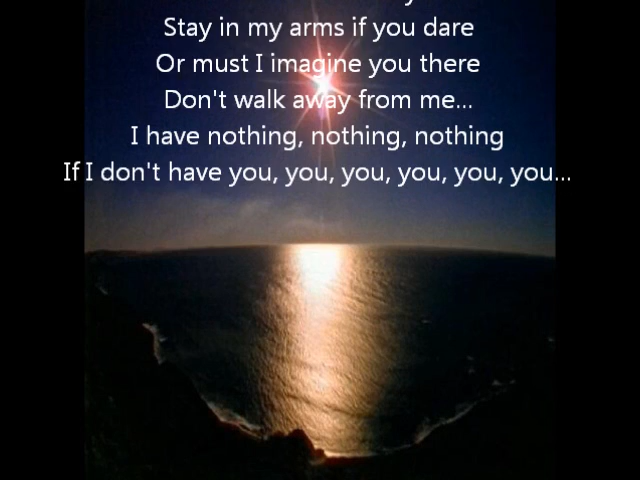 Stay in my arms if you dare
Or must I imagine you there
Don't walk away from me...
I have nothing, nothing, nothing
If I don't have you, you, you, you, you, you...